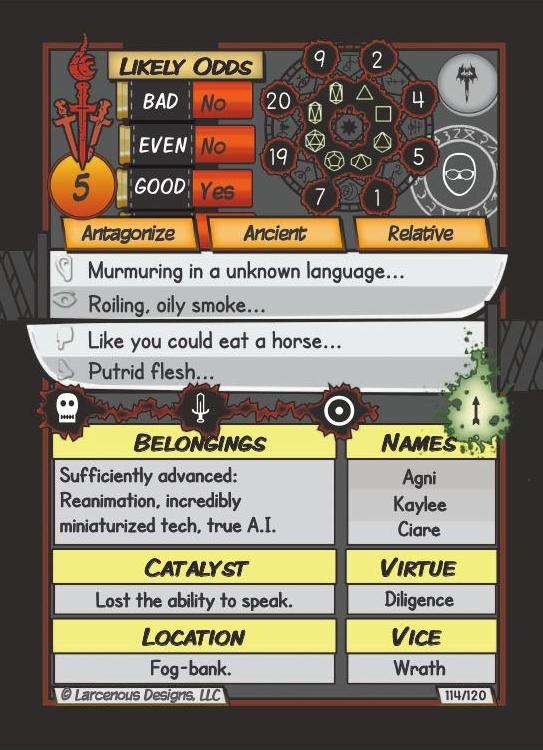 LIKELY ODDS
BAD No
EVEN No
GOOD Yes
5
9 2
20 4
19 5
7 1
Antagonize Ancient Relative
Murmuring in a unknown language...
Roiling, oily smoke...
Like you could eat a horse...
Putrid flesh...
BELONGINGS
Sufficiently advanced:
Reanimation, incredibly
miniaturized tech, true A.I.
NAMES
Agni
Kaylee
Ciare
CATALYST
Lost the ability to speak.
VIRTUE
Diligence
LOCATION
Fog-bank.
VICE
Wrath
© Larcenous Designs, LLC
114/120